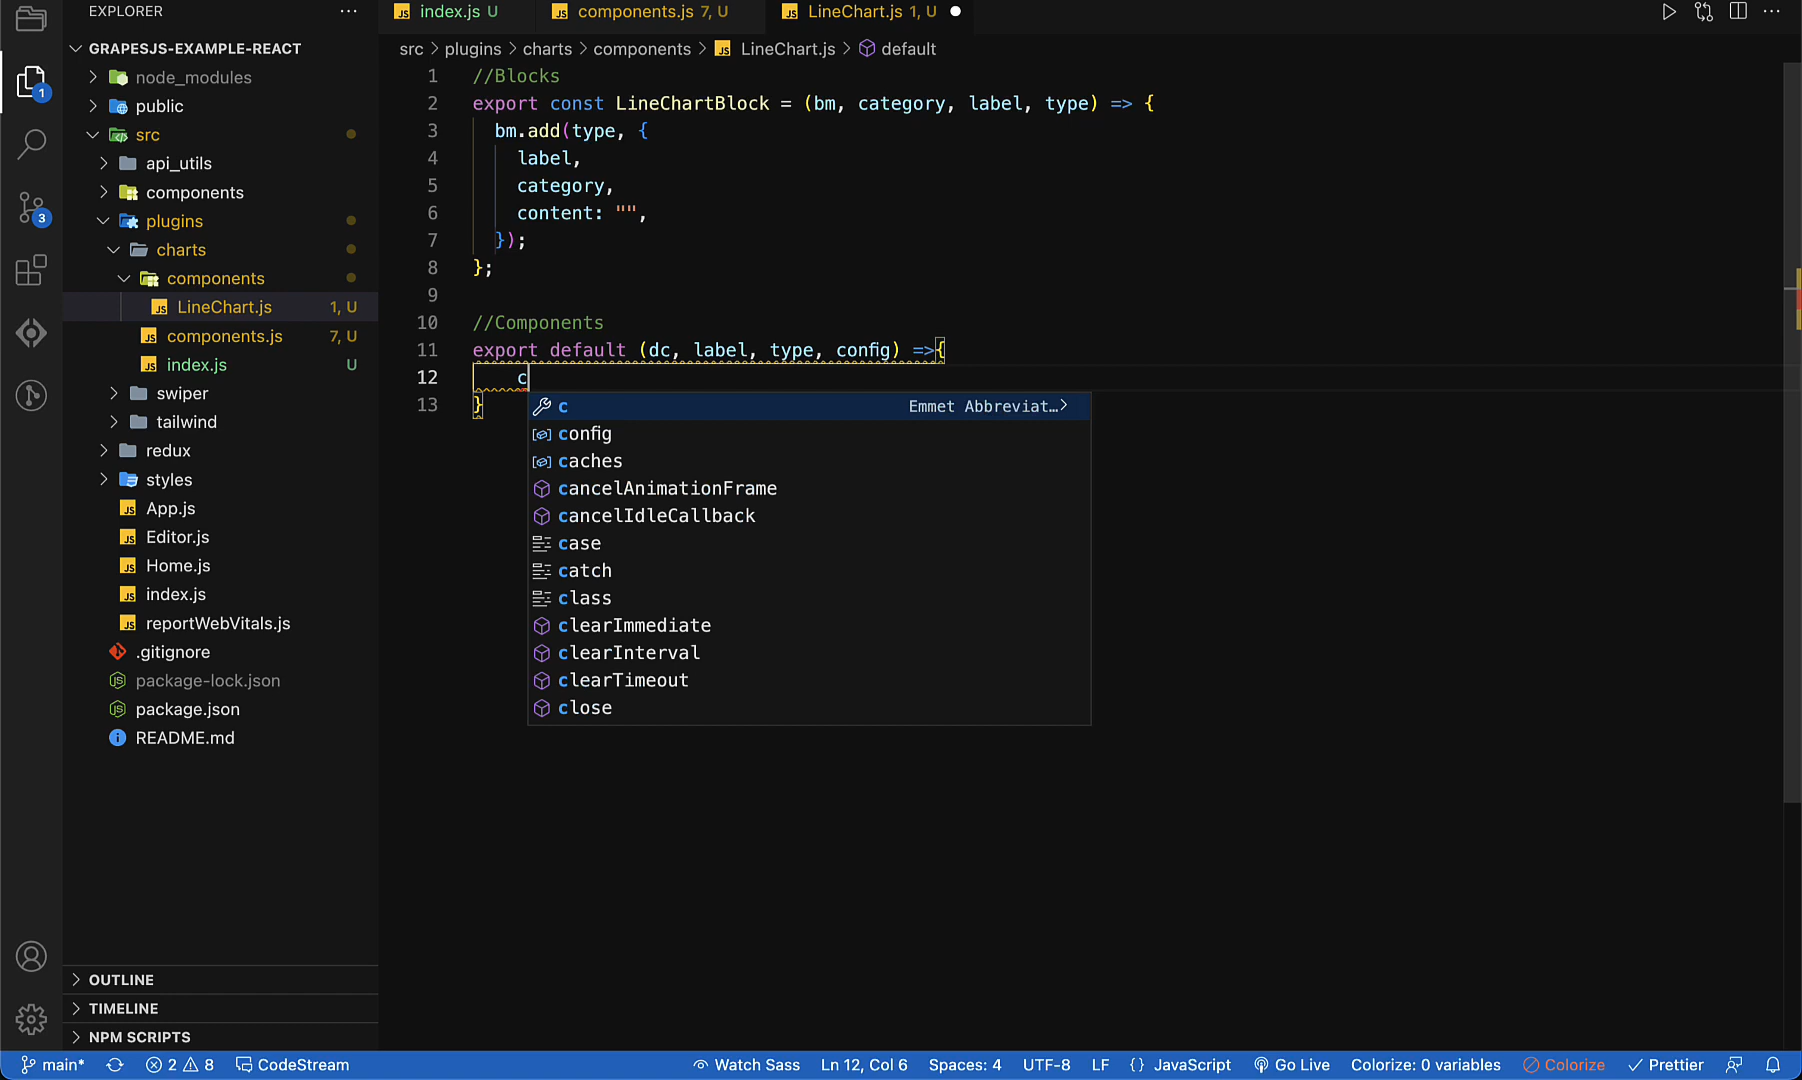 EXPLORER
GRAPESJS-EXAMPLE-REACT
node_modules
public
src
api_utils
components
plugins
charts
components
LineChart.js 1, U
components.js 7, U
index.js U
swiper
tailwind
redux
styles
App.js
Editor.js
Home.js
index.js
reportWebVitals.js
.gitignore
package-lock.json
package.json
README.md
OUTLINE
TIMELINE
NPM SCRIPTS
1
3
index.js U
components.js 7, U
LineChart.js 1, U
src > plugins > charts > components > LineChart.js > default
1 //Blocks
2 export const LineChartBlock = (bm, category, label, type) => {
3 bm.add(type, {
4 label,
5 category,
6 content: "",
7 });
8 };
9
10 //Components
11 export default (dc, label, type, config) =>{
12 c
13 }
c Emmet Abbreviat…>
config
caches
cancelAnimationFrame
cancelIdleCallback
case
catch
class
clearImmediate
clearInterval
clearTimeout
close
main* 2 8 CodeStream Watch Sass Ln 12, Col 6 Spaces: 4 UTF-8 LF {} JavaScript Go Live Colorize: 0 variables Colorize Prettier